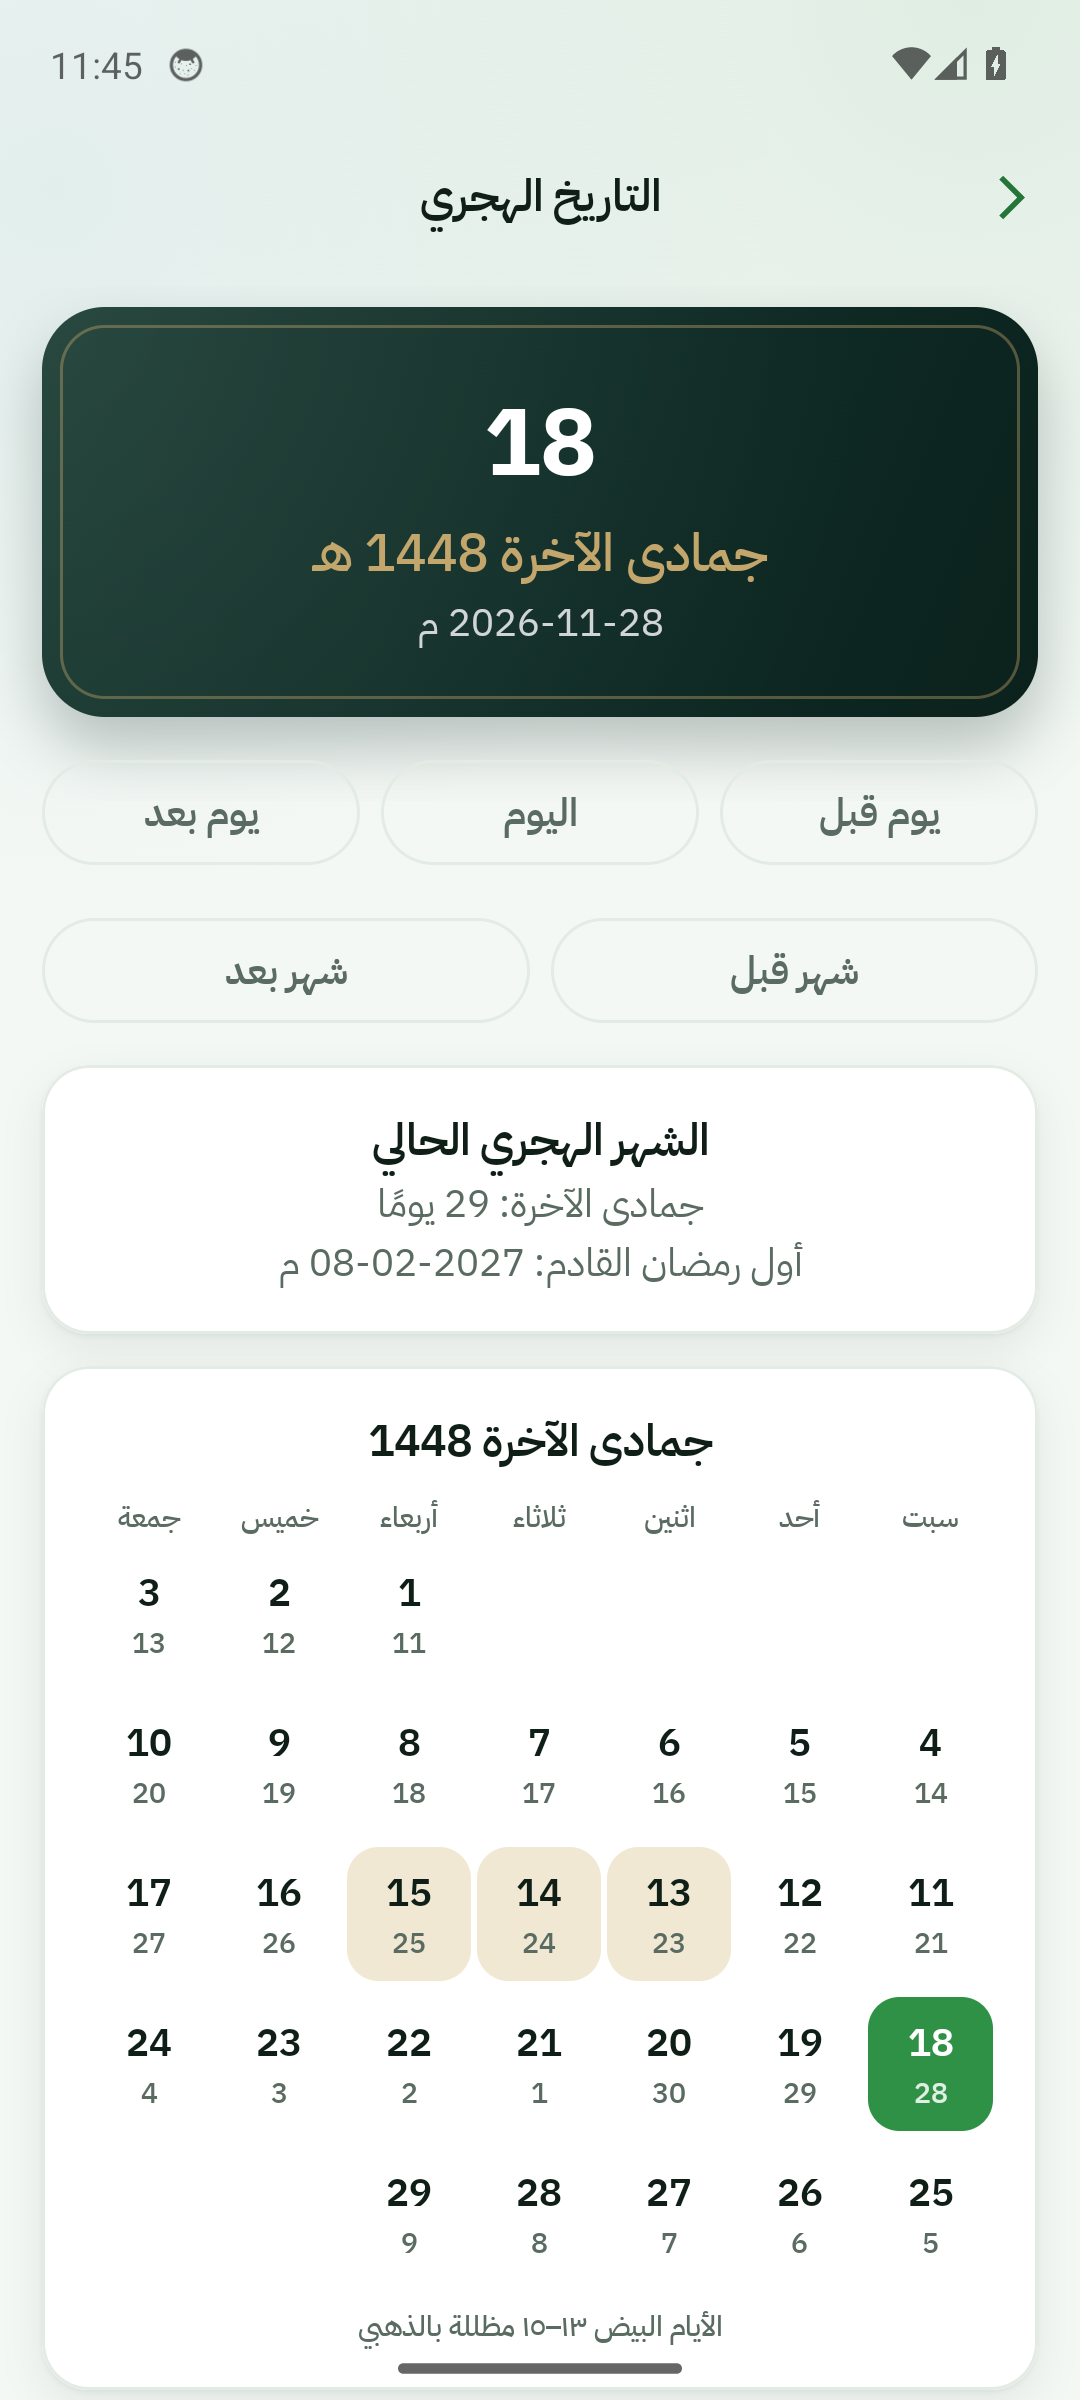 11:45
التاريخ الهجري
18
جمادى الآخرة 1448 هـ
2026-11-28 م
يوم قبل اليوم يوم بعد
شهر قبل شهر بعد
الشهر الهجري الحالي
جمادى الآخرة: 29 يومًا
أول رمضان القادم: 2027-02-08 م
جمادى الآخرة 1448
سبت أحد اثنين ثلاثاء أربعاء خميس جمعة
1 2 3
11 12 13
4 5 6 7 8 9 10
14 15 16 17 18 19 20
11 12 13 14 15 16 17
21 22 23 24 25 26 27
18 19 20 21 22 23 24
28 29 30 1 2 3 4
25 26 27 28 29
5 6 7 8 9
الأيام البيض ١٣–١٥ مظللة بالذهبي